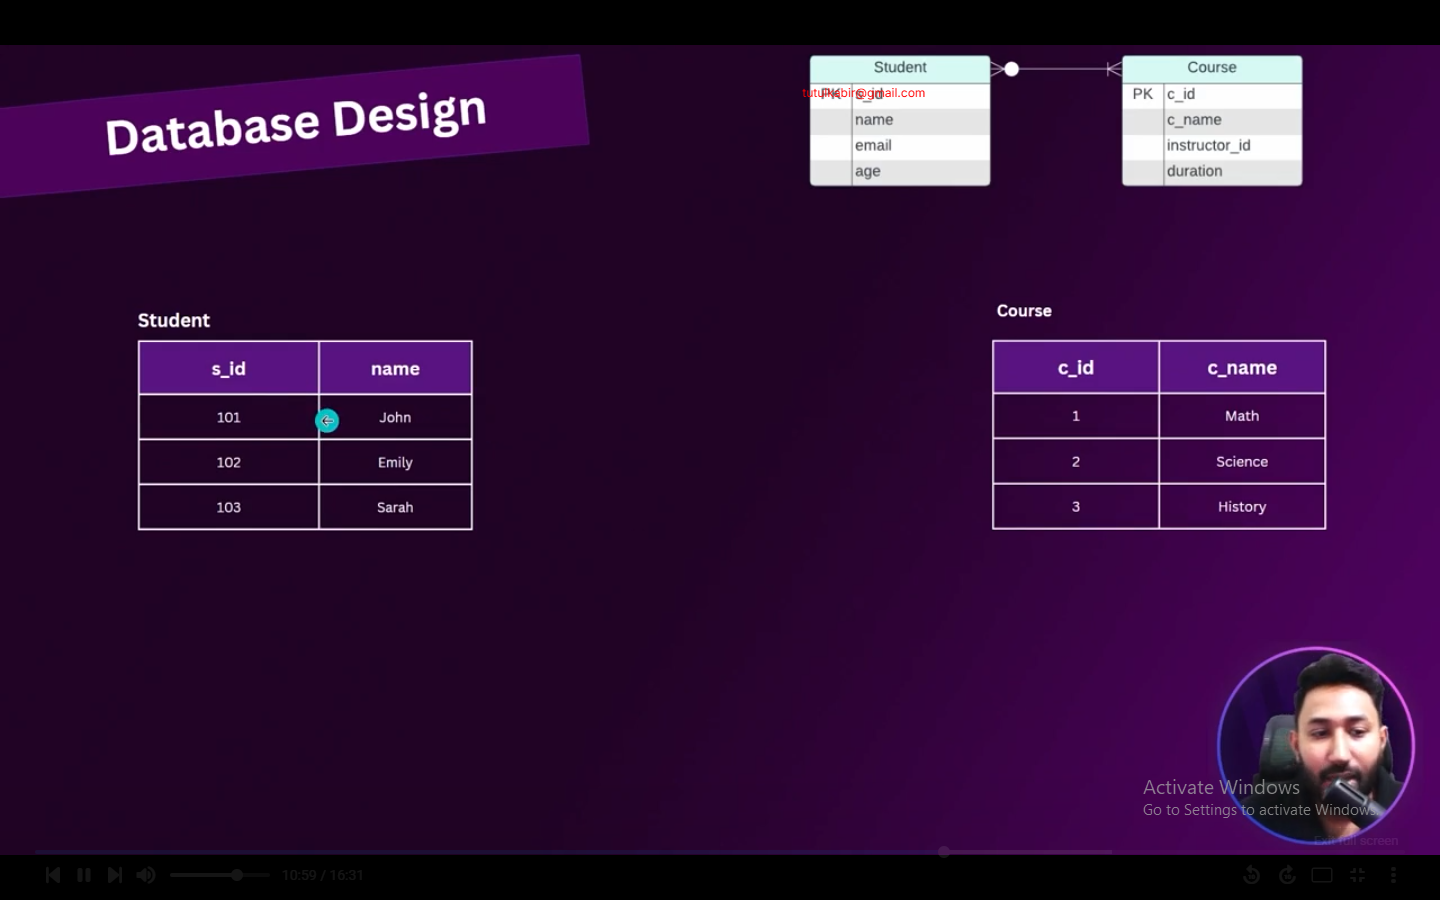 Database Design
Student
PK s_id
tutulkabir@gmail.com
name
email
age
Course
PK c_id
c_name
instructor_id
duration
Student
s_id name
101 John
102 Emily
103 Sarah
Course
c_id c_name
1 Math
2 Science
3 History
Activate Windows
Go to Settings to activate Windows.
Exit full screen
10:59 / 16:31